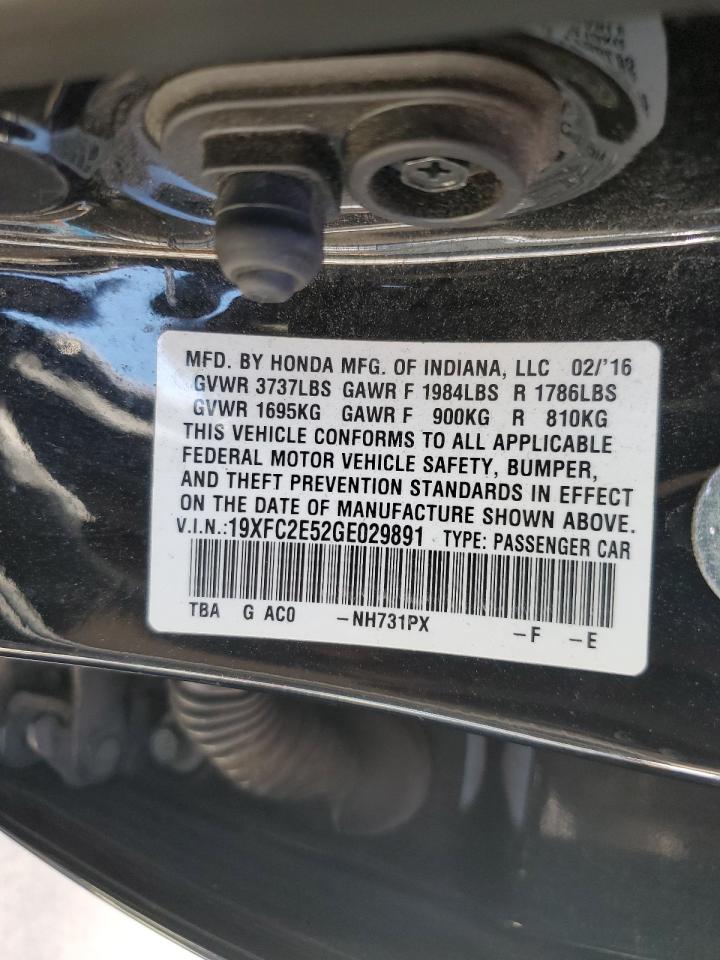 MFD. BY HONDA MFG. OF INDIANA, LLC 02/'16
GVWR 3737LBS GAWR F 1984LBS R 1786LBS
GVWR 1695KG GAWR F 900KG R 810KG
THIS VEHICLE CONFORMS TO ALL APPLICABLE
FEDERAL MOTOR VEHICLE SAFETY, BUMPER,
AND THEFT PREVENTION STANDARDS IN EFFECT
ON THE DATE OF MANUFACTURE SHOWN ABOVE.
V.I.N.:19XFC2E52GE029891 TYPE: PASSENGER CAR
TBA G AC0 –NH731PX –F –E